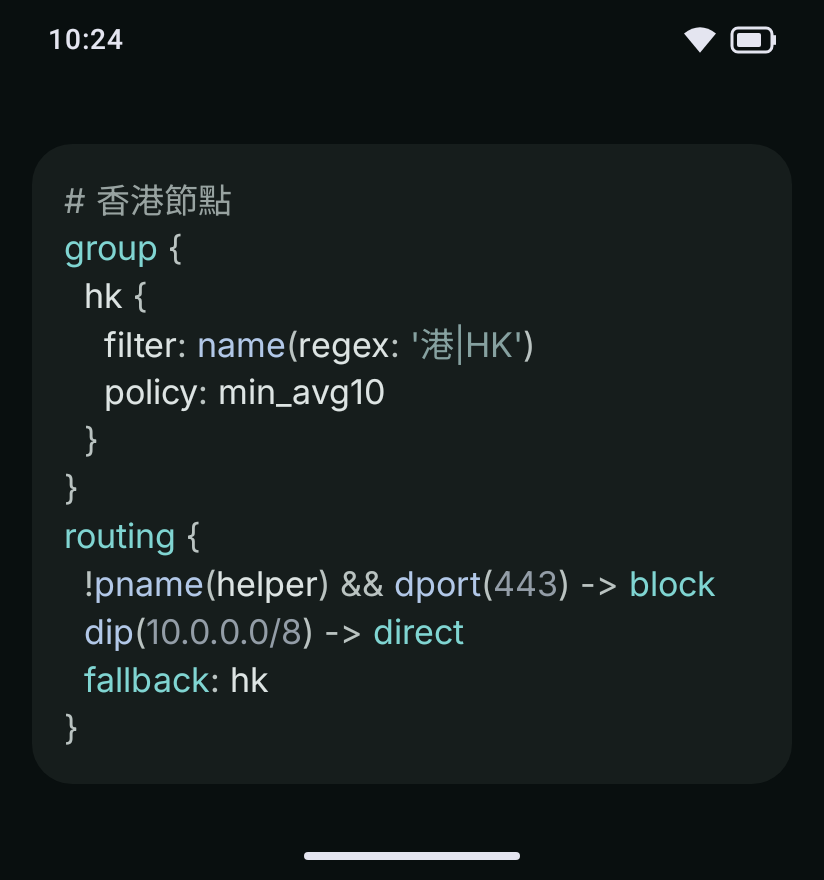 10:24
# 香港節點
group {
  hk {
    filter: name(regex: '港|HK')
    policy: min_avg10
  }
}
routing {
  !pname(helper) && dport(443) -> block
  dip(10.0.0.0/8) -> direct
  fallback: hk
}